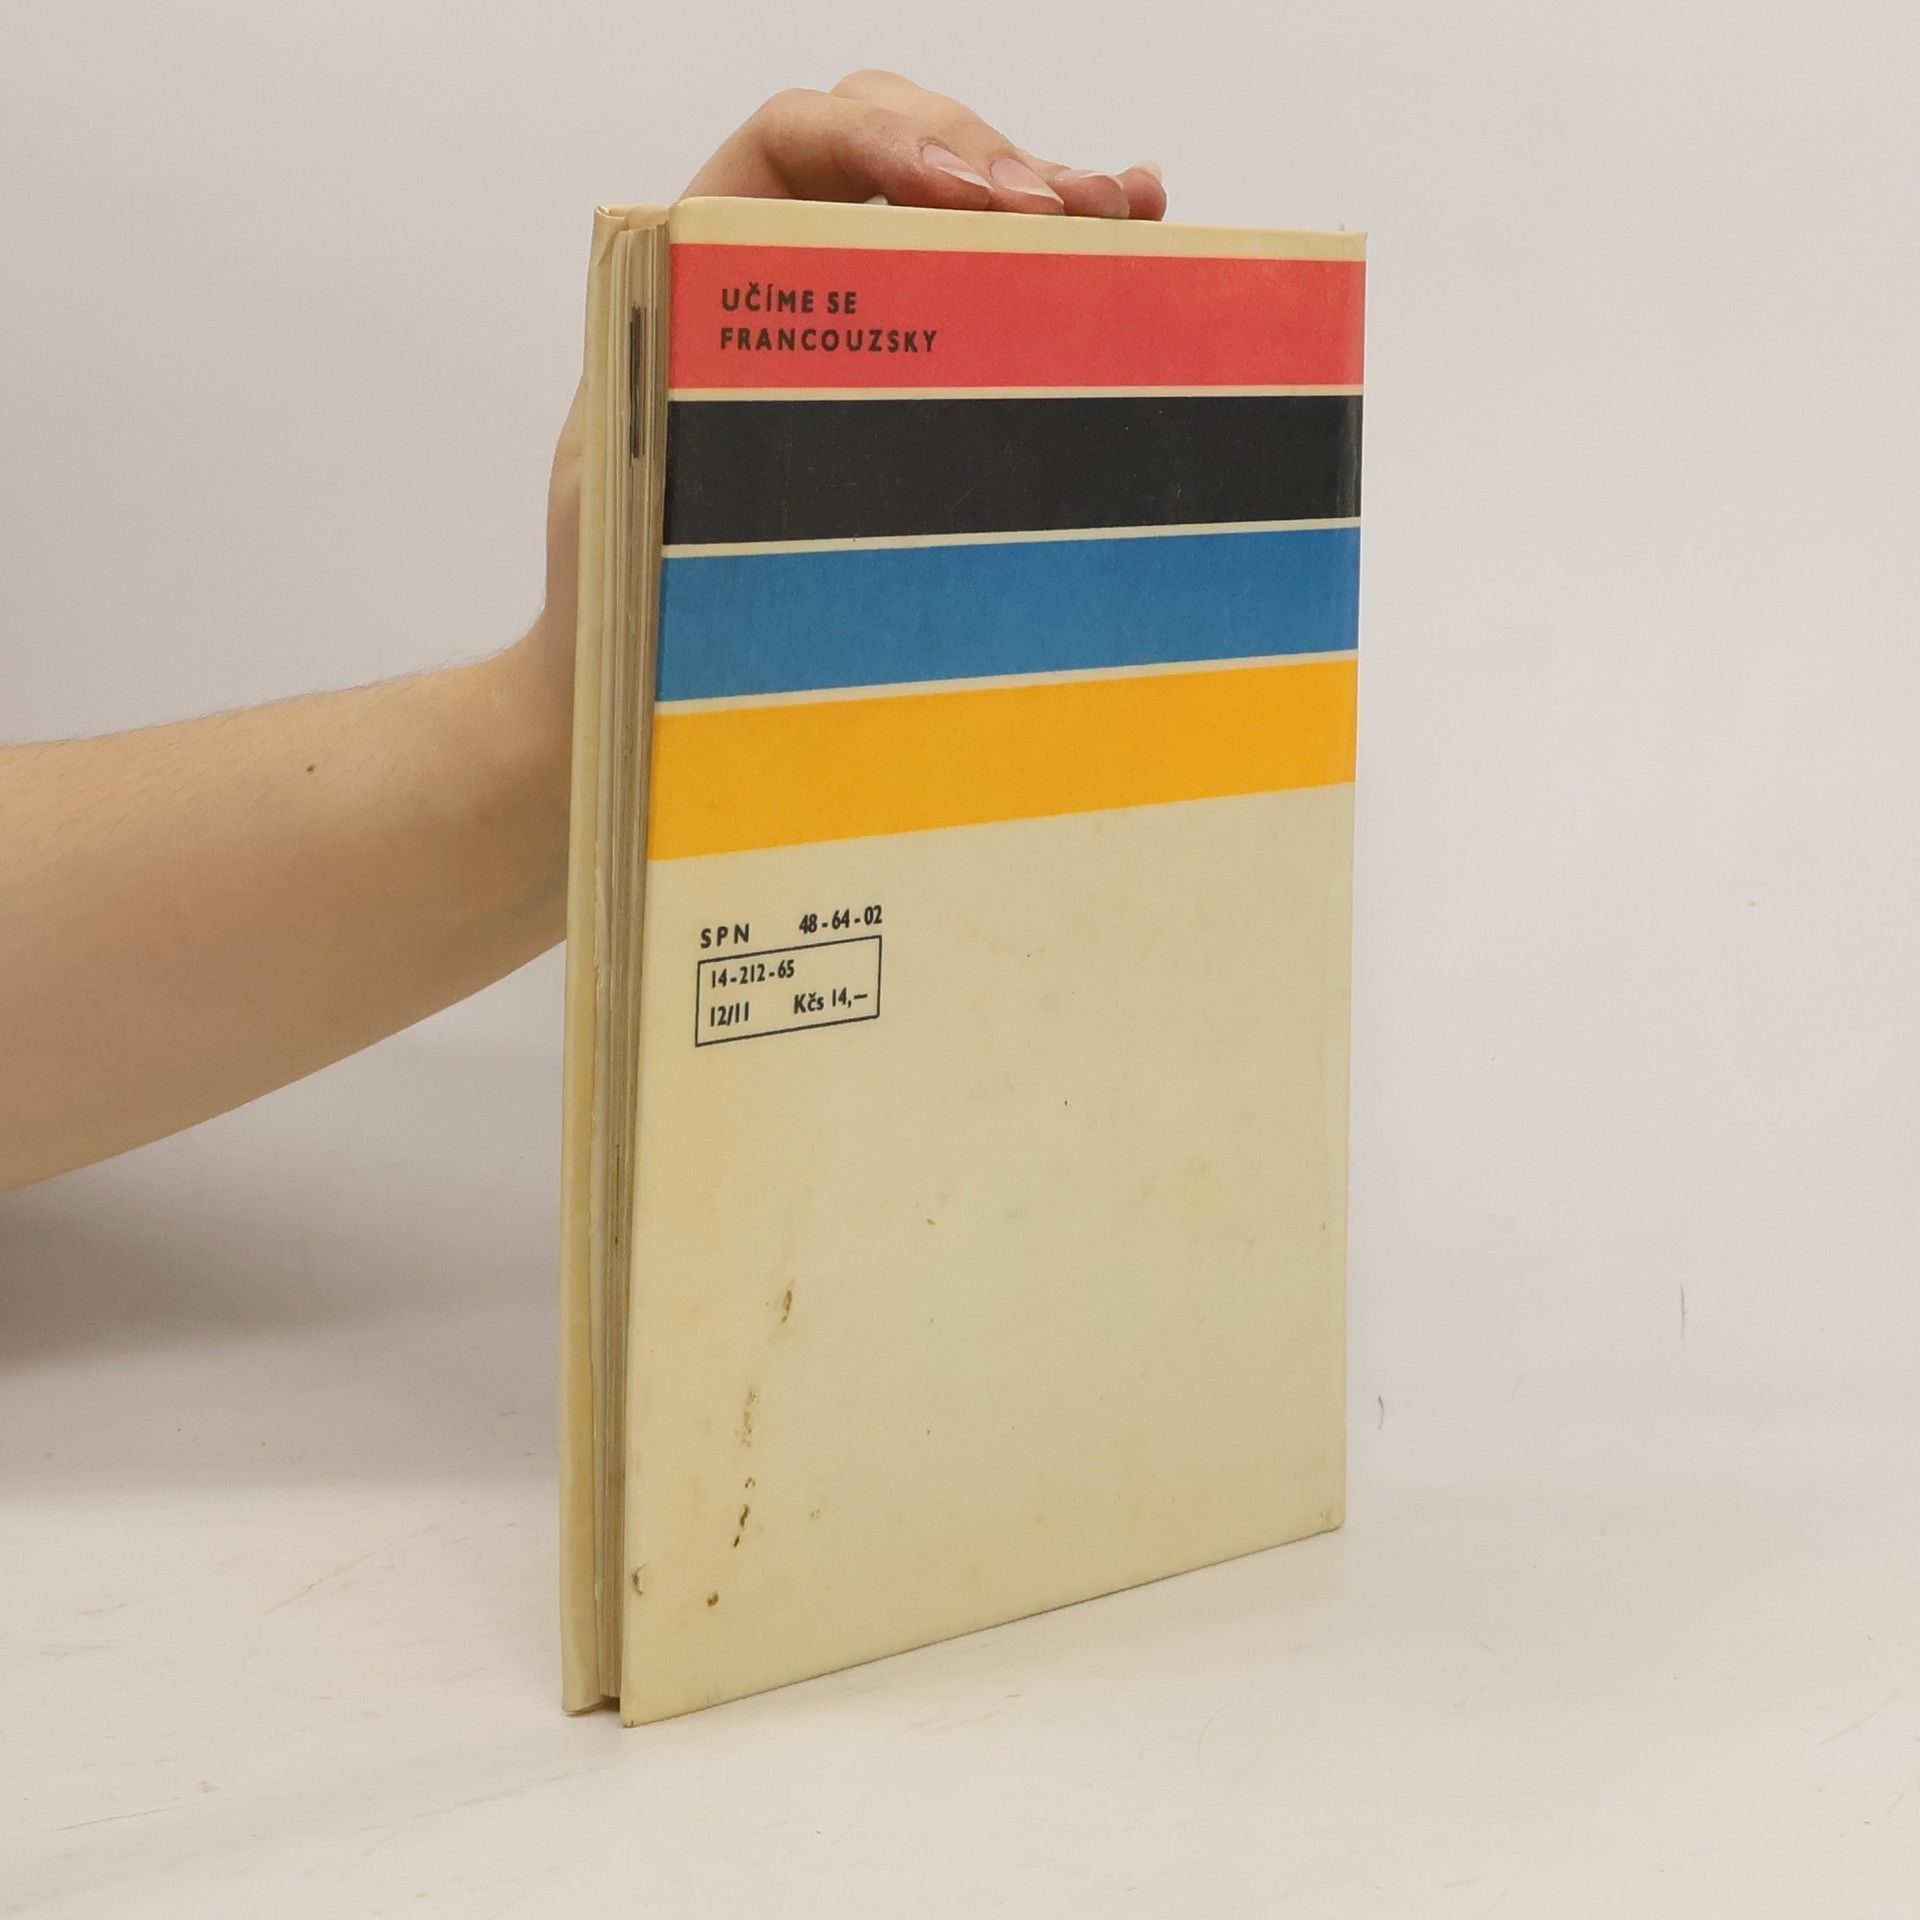 UČÍME SE
FRANCOUZSKY
SPN 48-64-02
14-212-65
12/11 Kčs 14,—